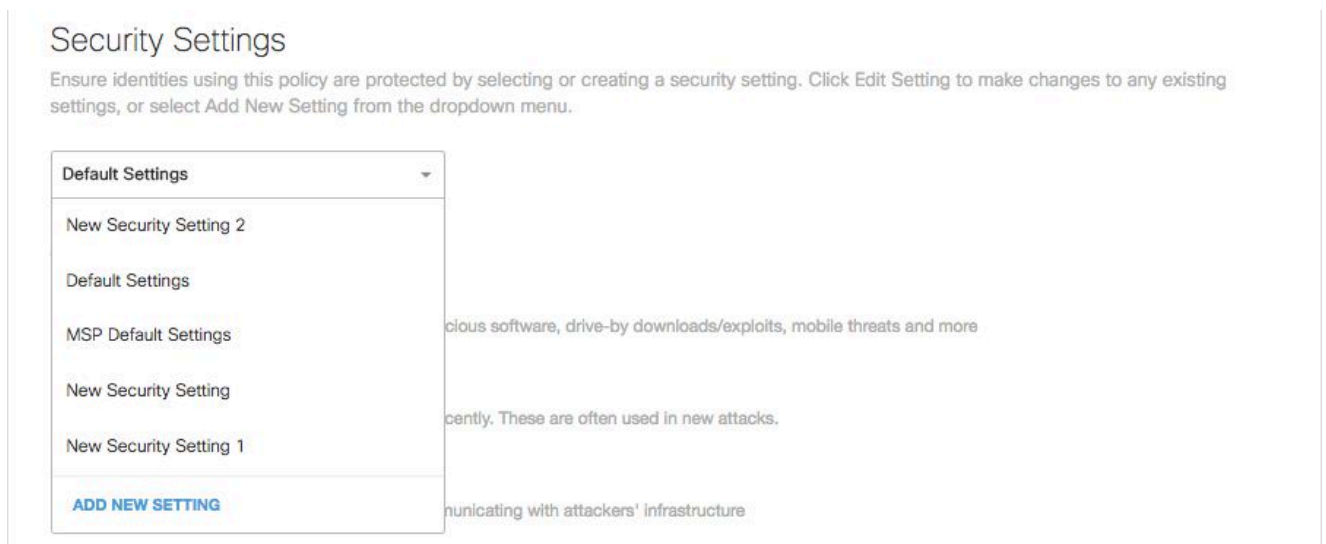 Security Settings
Ensure identities using this policy are protected by selecting or creating a security setting. Click Edit Setting to make changes to any existing
settings, or select Add New Setting from the dropdown menu.
Default Settings
New Security Setting 2
Default Settings
MSP Default Settings
cious software, drive-by downloads/exploits, mobile threats and more
New Security Setting
cently. These are often used in new attacks.
New Security Setting 1
ADD NEW SETTING
nunicating with attackers' infrastructure